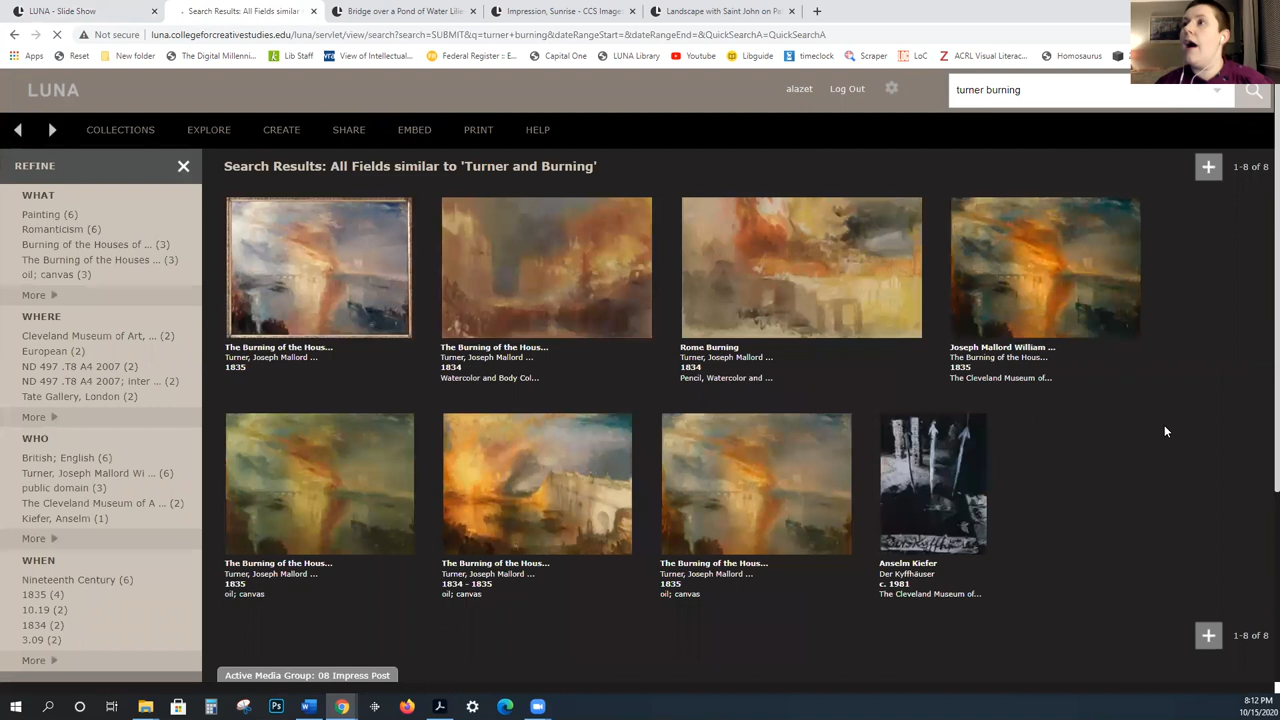 LUNA - Slide Show
Search Results: All Fields similar
Bridge over a Pond of Water Lilie
Impression, Sunrise - CCS Image
Landscape with Saint John on Pat
Not secure
luna.collegeforcreativestudies.edu/luna/servlet/view/search?search=SUBMIT&q=turner+burning&dateRangeStart=&dateRangeEnd=&QuickSearchA=QuickSearchA
Apps Reset New folder The Digital Millenni... Lib Staff View of Intellectual... Federal Reserve C... Capital One LUNA Library Youtube Libguide timeclock Scraper LoC ACRL Visual Literac... Homosaurus
LUNA
alazet Log Out
turner burning
COLLECTIONS EXPLORE CREATE SHARE EMBED PRINT HELP
REFINE
WHAT
Painting (6)
Romanticism (6)
Burning of the Houses of ... (3)
The Burning of the Houses ... (3)
oil; canvas (3)
More
WHERE
Cleveland Museum of Art, ... (2)
European (2)
ND 497 .T8 A4 2007 (2)
ND 497 .T8 A4 2007; inter ... (2)
Tate Gallery, London (2)
More
WHO
British; English (6)
Turner, Joseph Mallord Wi ... (6)
public domain (3)
The Cleveland Museum of A ... (2)
Kiefer, Anselm (1)
More
WHEN
Nineteenth Century (6)
1835 (4)
10.19 (2)
1834 (2)
3.09 (2)
More
Search Results: All Fields similar to 'Turner and Burning'
1-8 of 8
The Burning of the Hous...
Turner, Joseph Mallord ...
1835
The Burning of the Hous...
Turner, Joseph Mallord ...
1834
Watercolor and Body Col...
Rome Burning
Turner, Joseph Mallord ...
1834
Pencil, Watercolor and ...
Joseph Mallord William ...
The Burning of the Hous...
1835
The Cleveland Museum of...
The Burning of the Hous...
Turner, Joseph Mallord ...
1835
oil; canvas
The Burning of the Hous...
Turner, Joseph Mallord ...
1834 - 1835
oil; canvas
The Burning of the Hous...
Turner, Joseph Mallord ...
1835
oil; canvas
Anselm Kiefer
Der Kyffhäuser
c. 1981
The Cleveland Museum of...
1-8 of 8
Active Media Group: 08 Impress Post
8:12 PM
10/15/2020